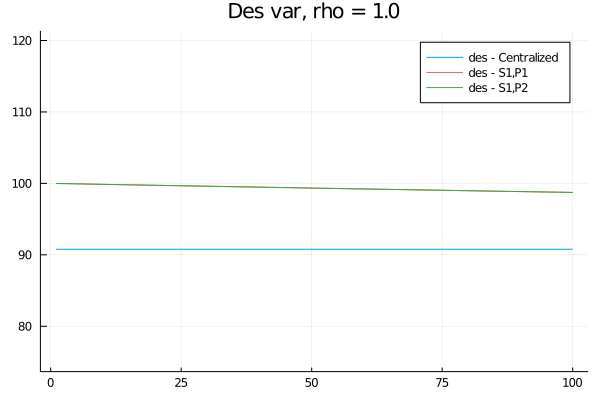 Des var, rho = 1.0
120
110
100
90
80
des - Centralized
des - S1,P1
des - S1,P2
0
25
50
75
100